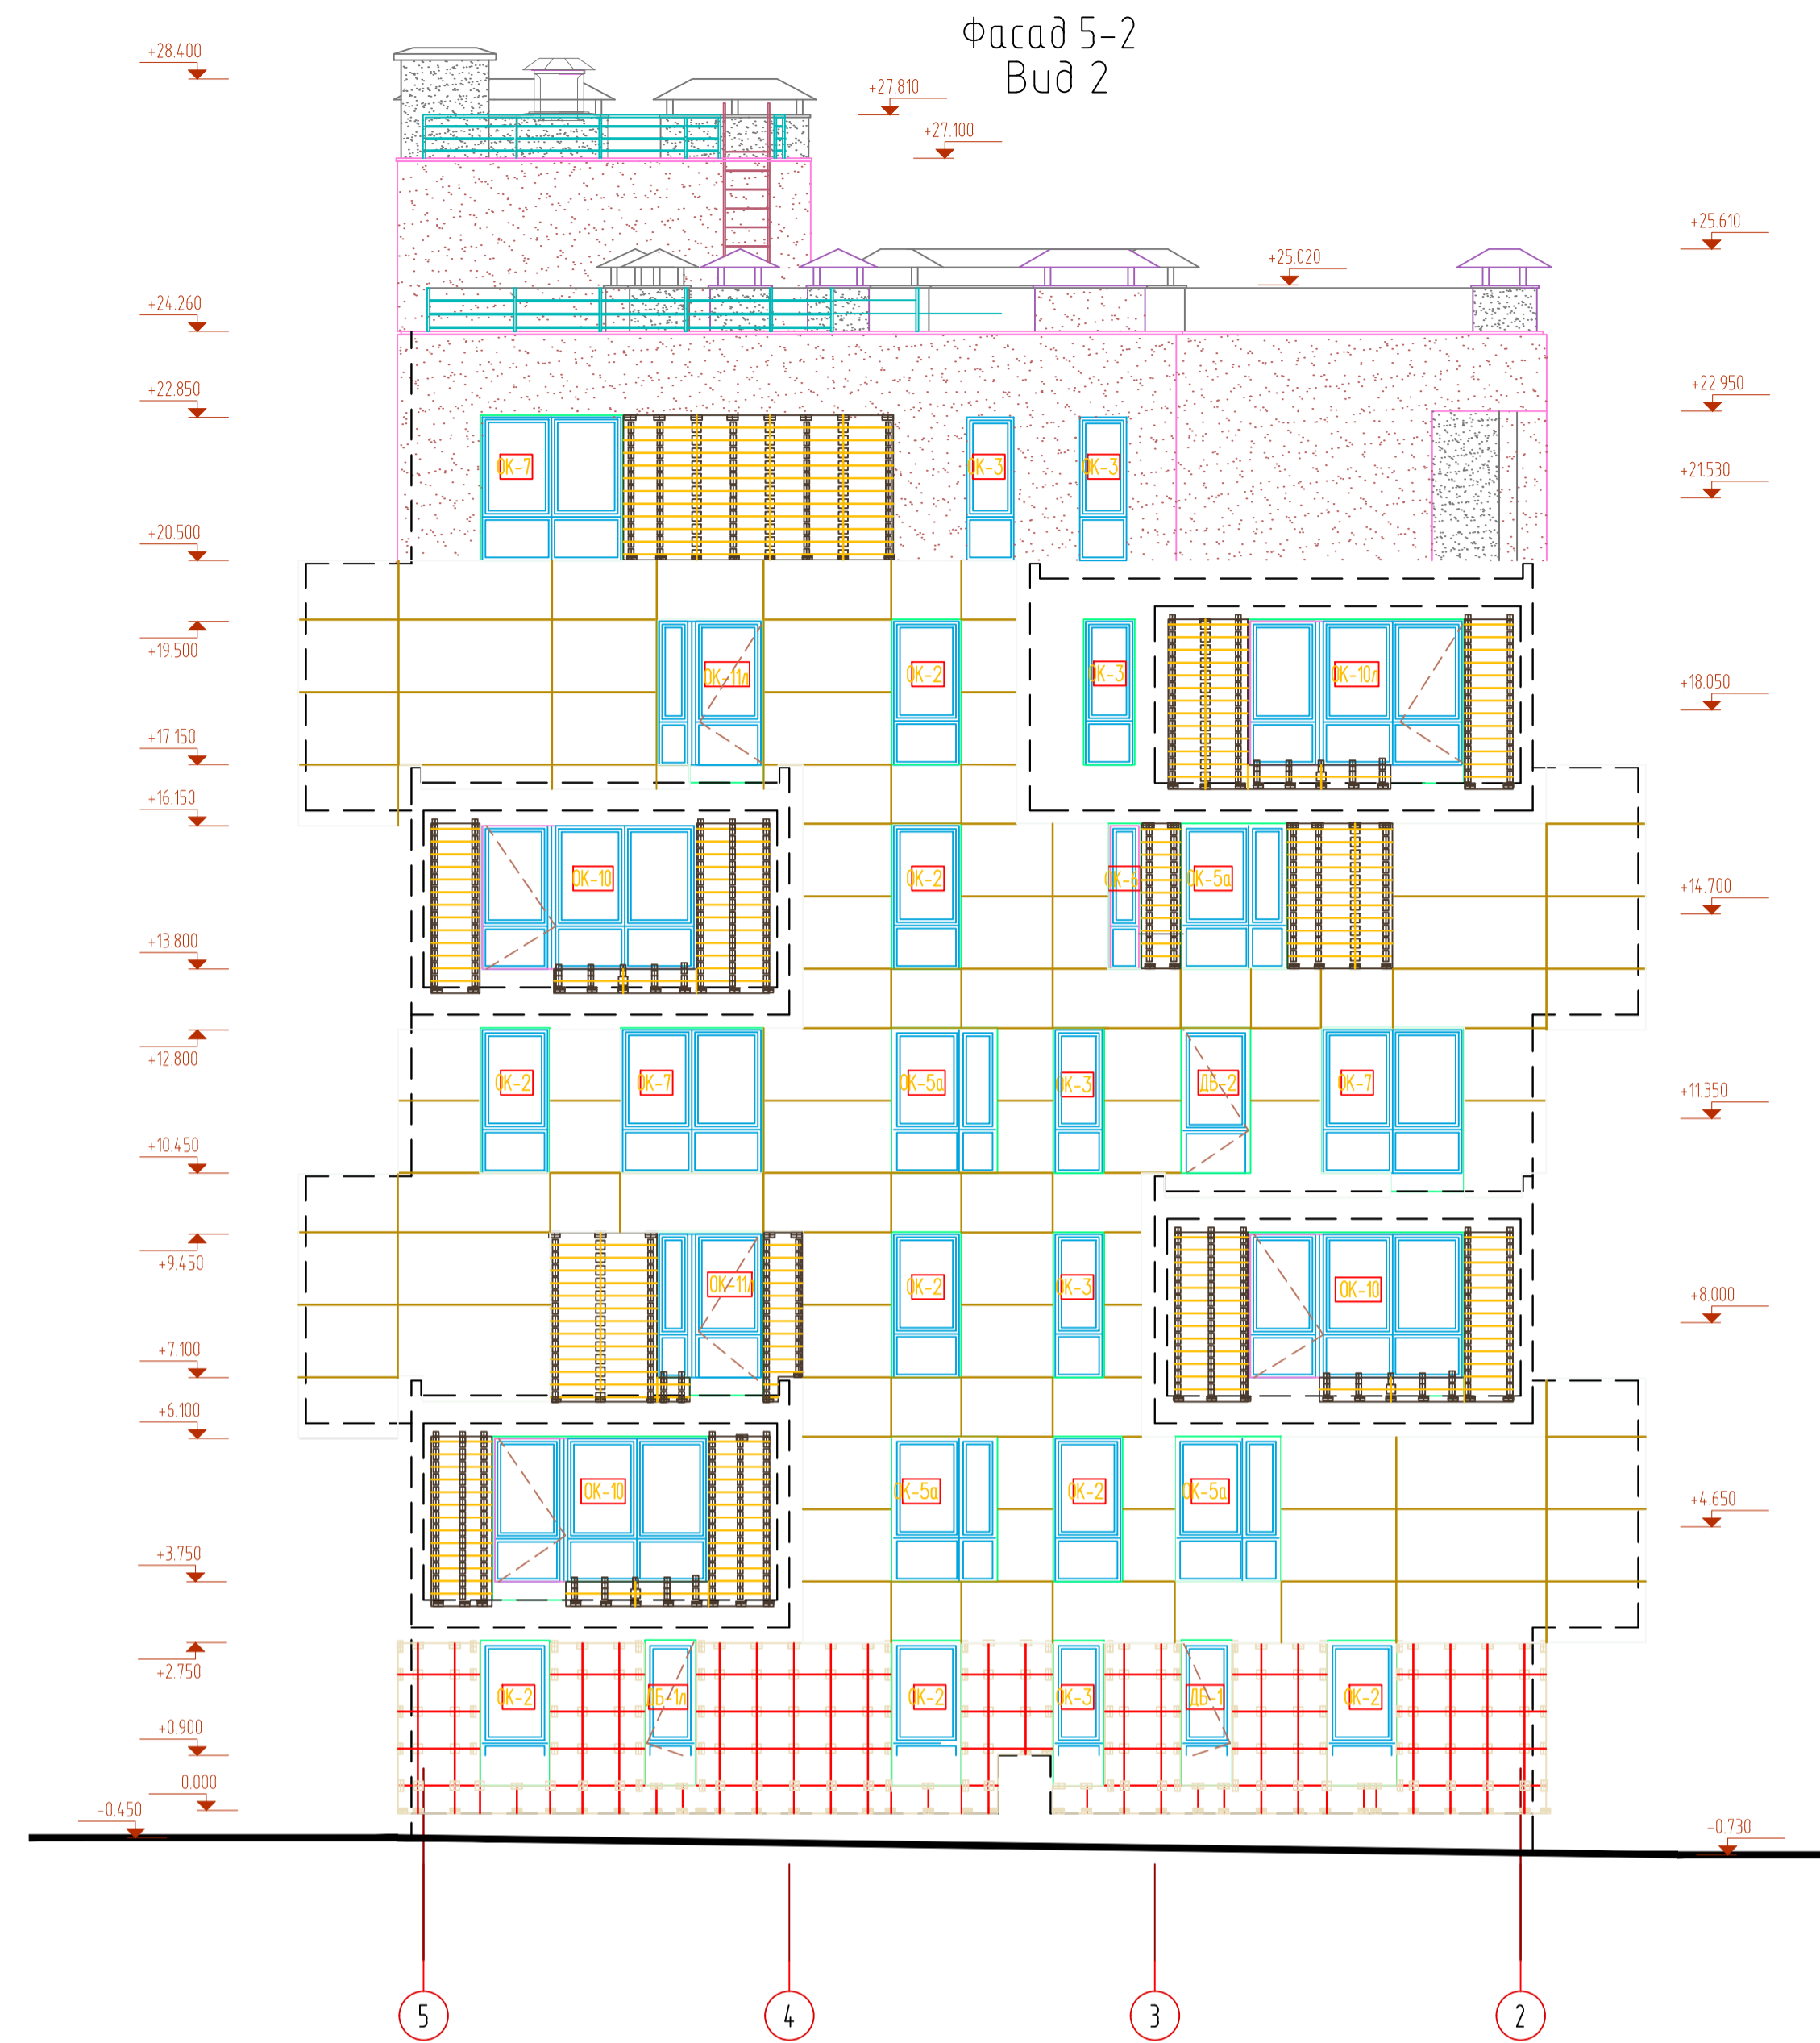 Фасад 5-2
Вид 2
+28.400
+27.810
+27.100
+25.610
+25.020
+24.260
+22.850
+22.950
ОК-7
ОК-3
ОК-3
+21.530
+20.500
+19.500
ОК-11л
ОК-2
ОК-3
ОК-10л
+18.050
+17.150
+16.150
ОК-10
ОК-2
ОК-5а
+14.700
+13.800
+12.800
ОК-2
ОК-7
ОК-5а
ОК-3
ДБ-2
ОК-7
+11.350
+10.450
+9.450
ОК-11л
ОК-2
ОК-3
ОК-10
+8.000
+7.100
+6.100
ОК-10
ОК-5а
ОК-2
ОК-5а
+4.650
+3.750
+2.750
ОК-2
ДБ-1л
ОК-2
ОК-3
ДБ-1
ОК-2
+0.900
0.000
-0.450
-0.730
5
4
3
2